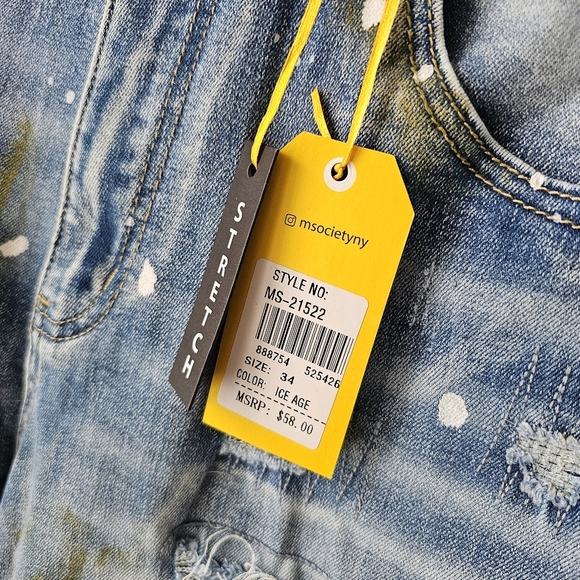 STRETCH
msocietyny
STYLE NO:
MS-21522
888754 525426
SIZE: 34
COLOR: ICE AGE
MSRP: $58.00